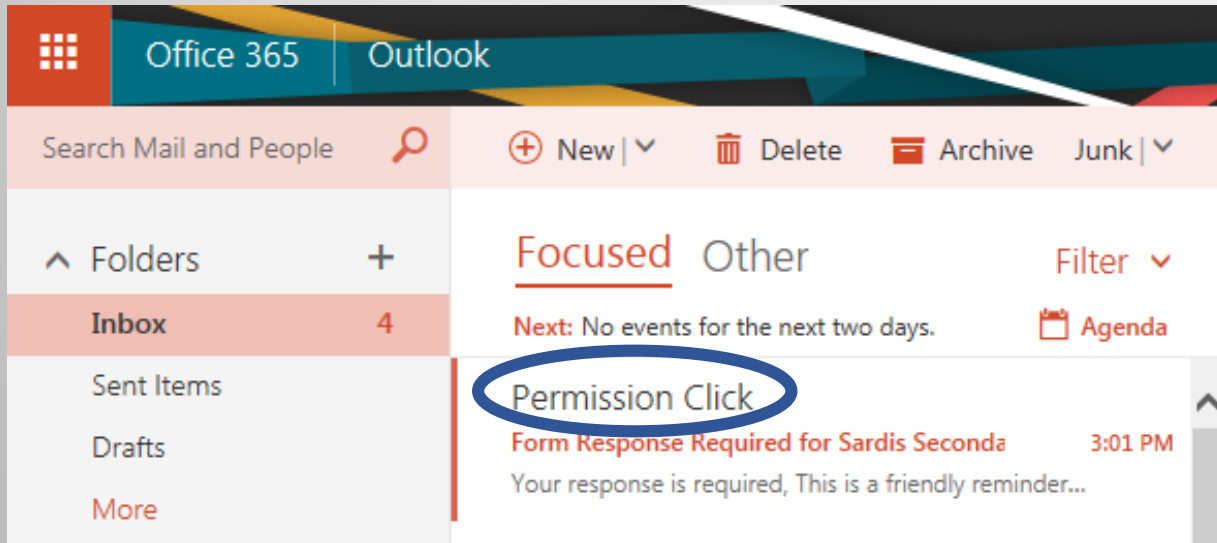 Office 365 Outlook
Search Mail and People
New Delete Archive Junk
Folders
Inbox 4
Sent Items
Drafts
More
Focused Other Filter
Next: No events for the next two days. Agenda
Permission Click
Form Response Required for Sardis Seconda 3:01 PM
Your response is required, This is a friendly reminder...